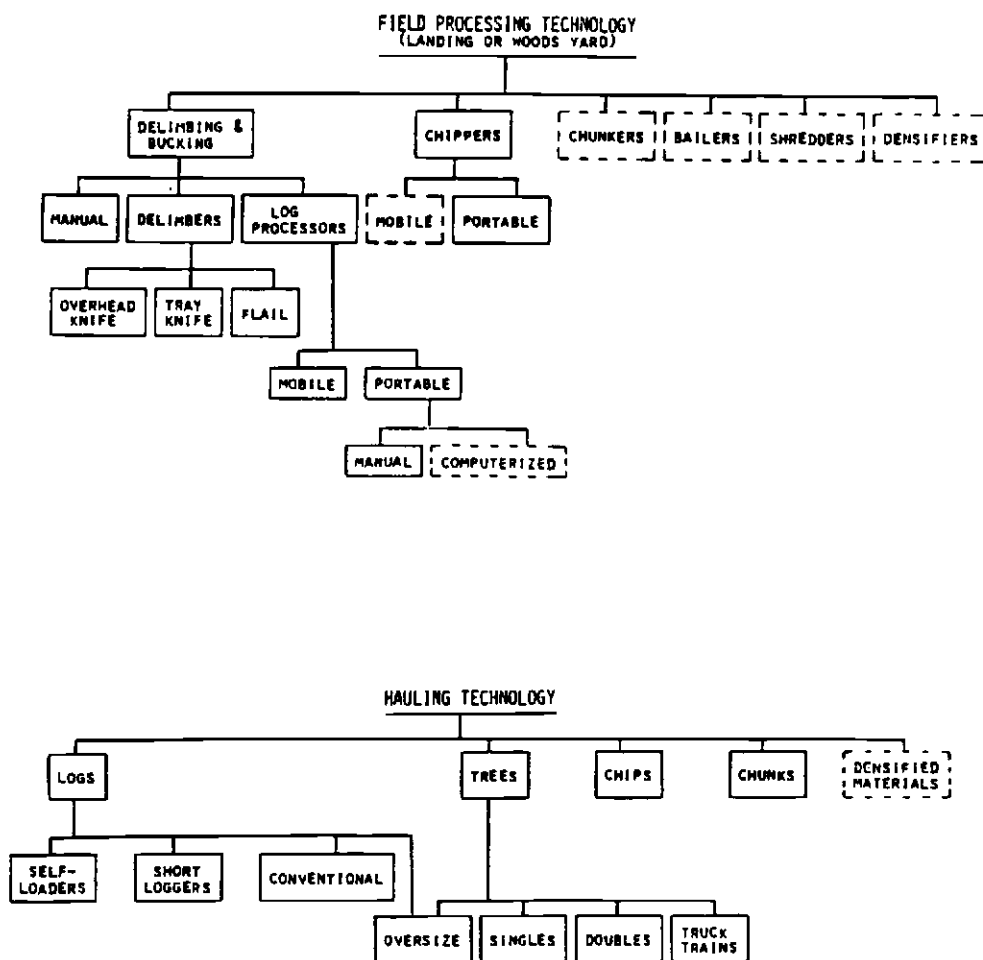 FIELD PROCESSING TECHNOLOGY
(LANDING OR WOODS YARD)
DELIMBING &
BUCKING
CHIPPERS
CHUNKERS
BAILERS
SHREDDERS
DENSIFIERS
MANUAL
DELIMBERS
LOG
PROCESSORS
MOBILE
PORTABLE
OVERHEAD
KNIFE
TRAY
KNIFE
FLAIL
MOBILE
PORTABLE
MANUAL
COMPUTERIZED
HAULING TECHNOLOGY
LOGS
TREES
CHIPS
CHUNKS
DENSIFIED
MATERIALS
SELF-
LOADERS
SHORT
LOGGERS
CONVENTIONAL
OVERSIZE
SINGLES
DOUBLES
TRUCK
TRAINS